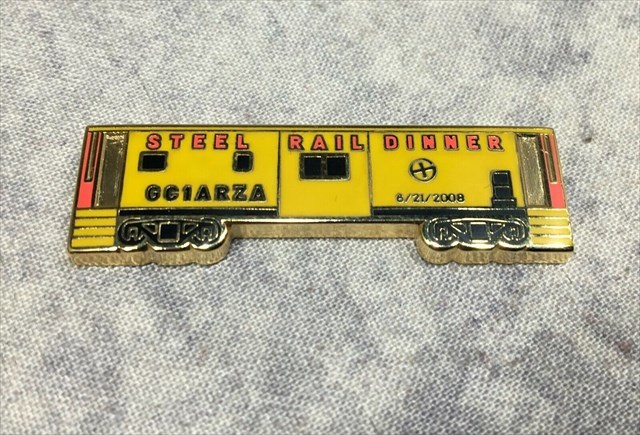 STEEL RAIL DINNER
GC1ARZA
8/21/2008